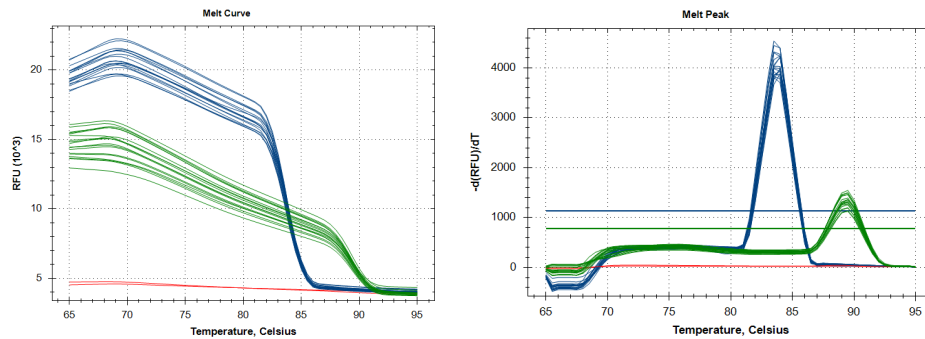 Melt Curve
RFU (10^3)
20
15
10
5
65 70 75 80 85 90 95
Temperature, Celsius
Melt Peak
-d(RFU)/dT
4000
3000
2000
1000
0
65 70 75 80 85 90 95
Temperature, Celsius